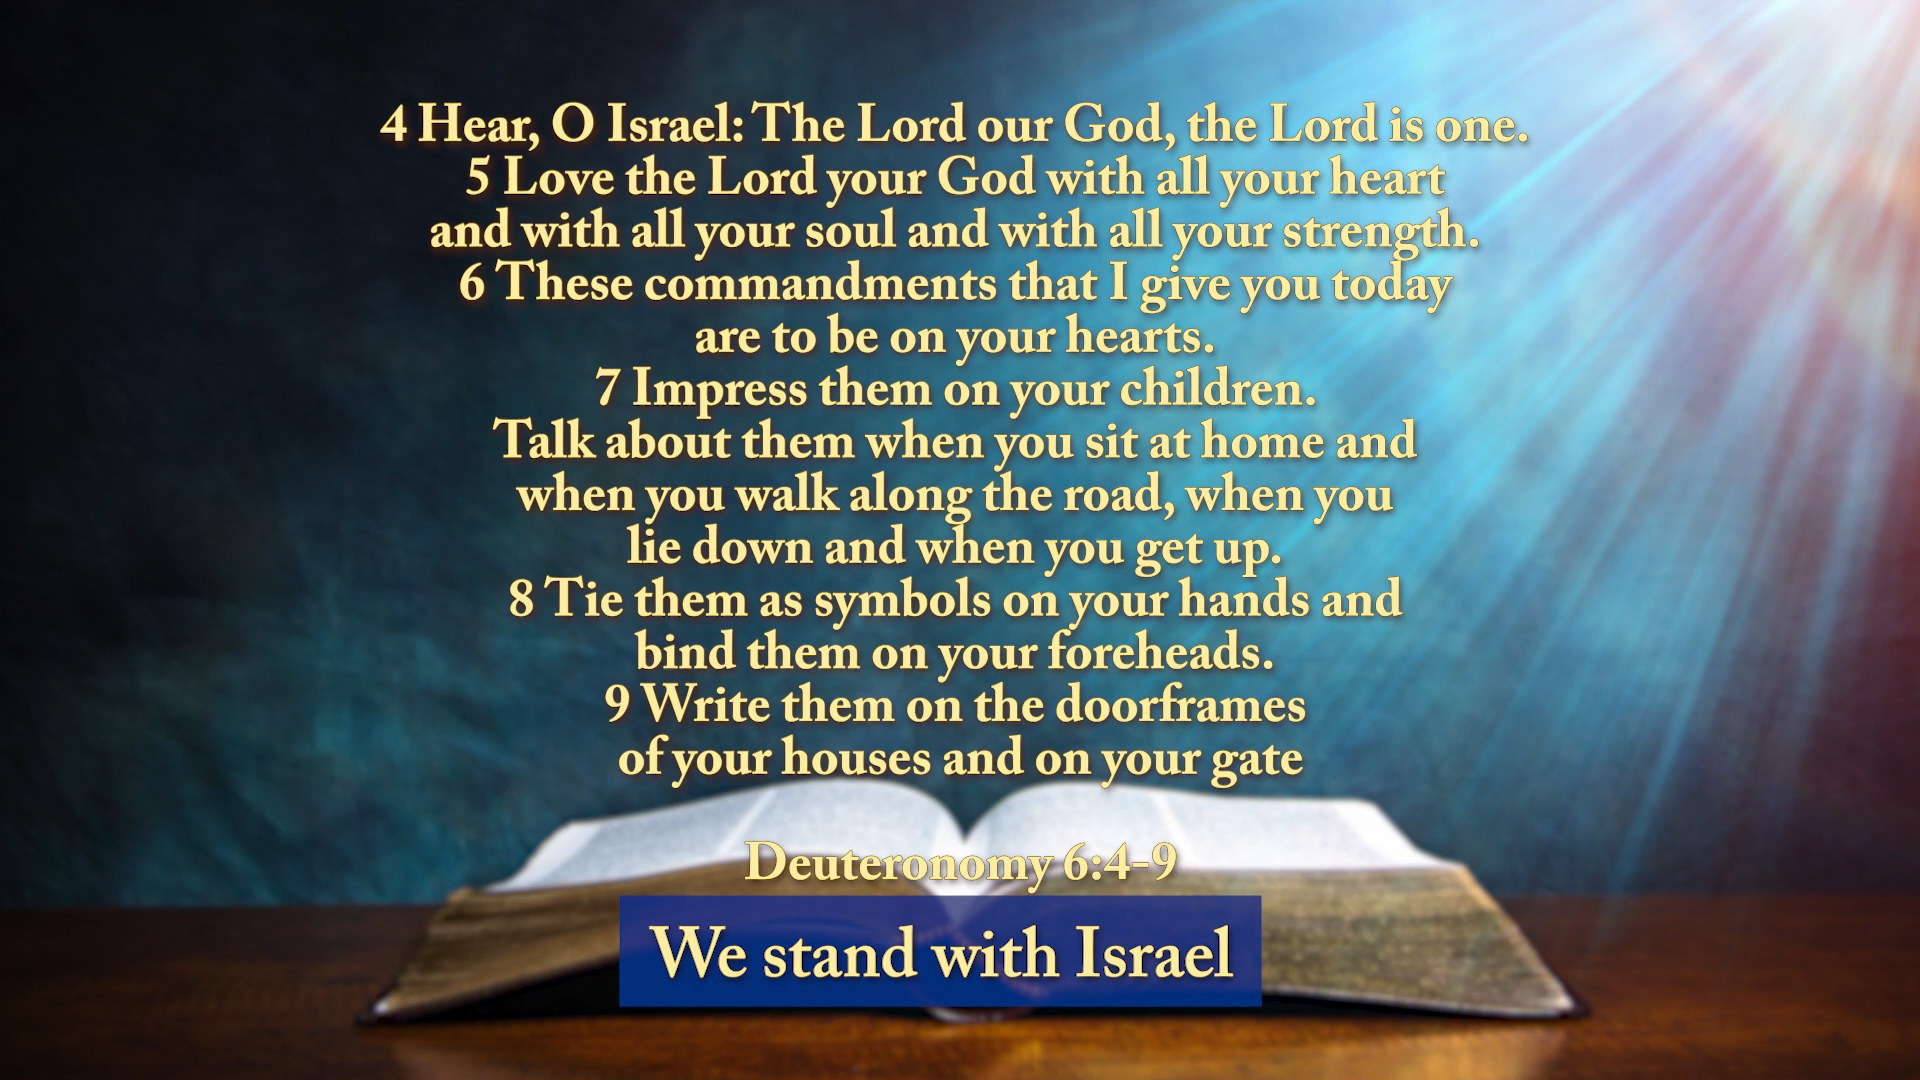 4 Hear, O Israel: The Lord our God, the Lord is one.
5 Love the Lord your God with all your heart
and with all your soul and with all your strength.
6 These commandments that I give you today
are to be on your hearts.
7 Impress them on your children.
Talk about them when you sit at home and
when you walk along the road, when you
lie down and when you get up.
8 Tie them as symbols on your hands and
bind them on your foreheads.
9 Write them on the doorframes
of your houses and on your gate
Deuteronomy 6:4-9
We stand with Israel